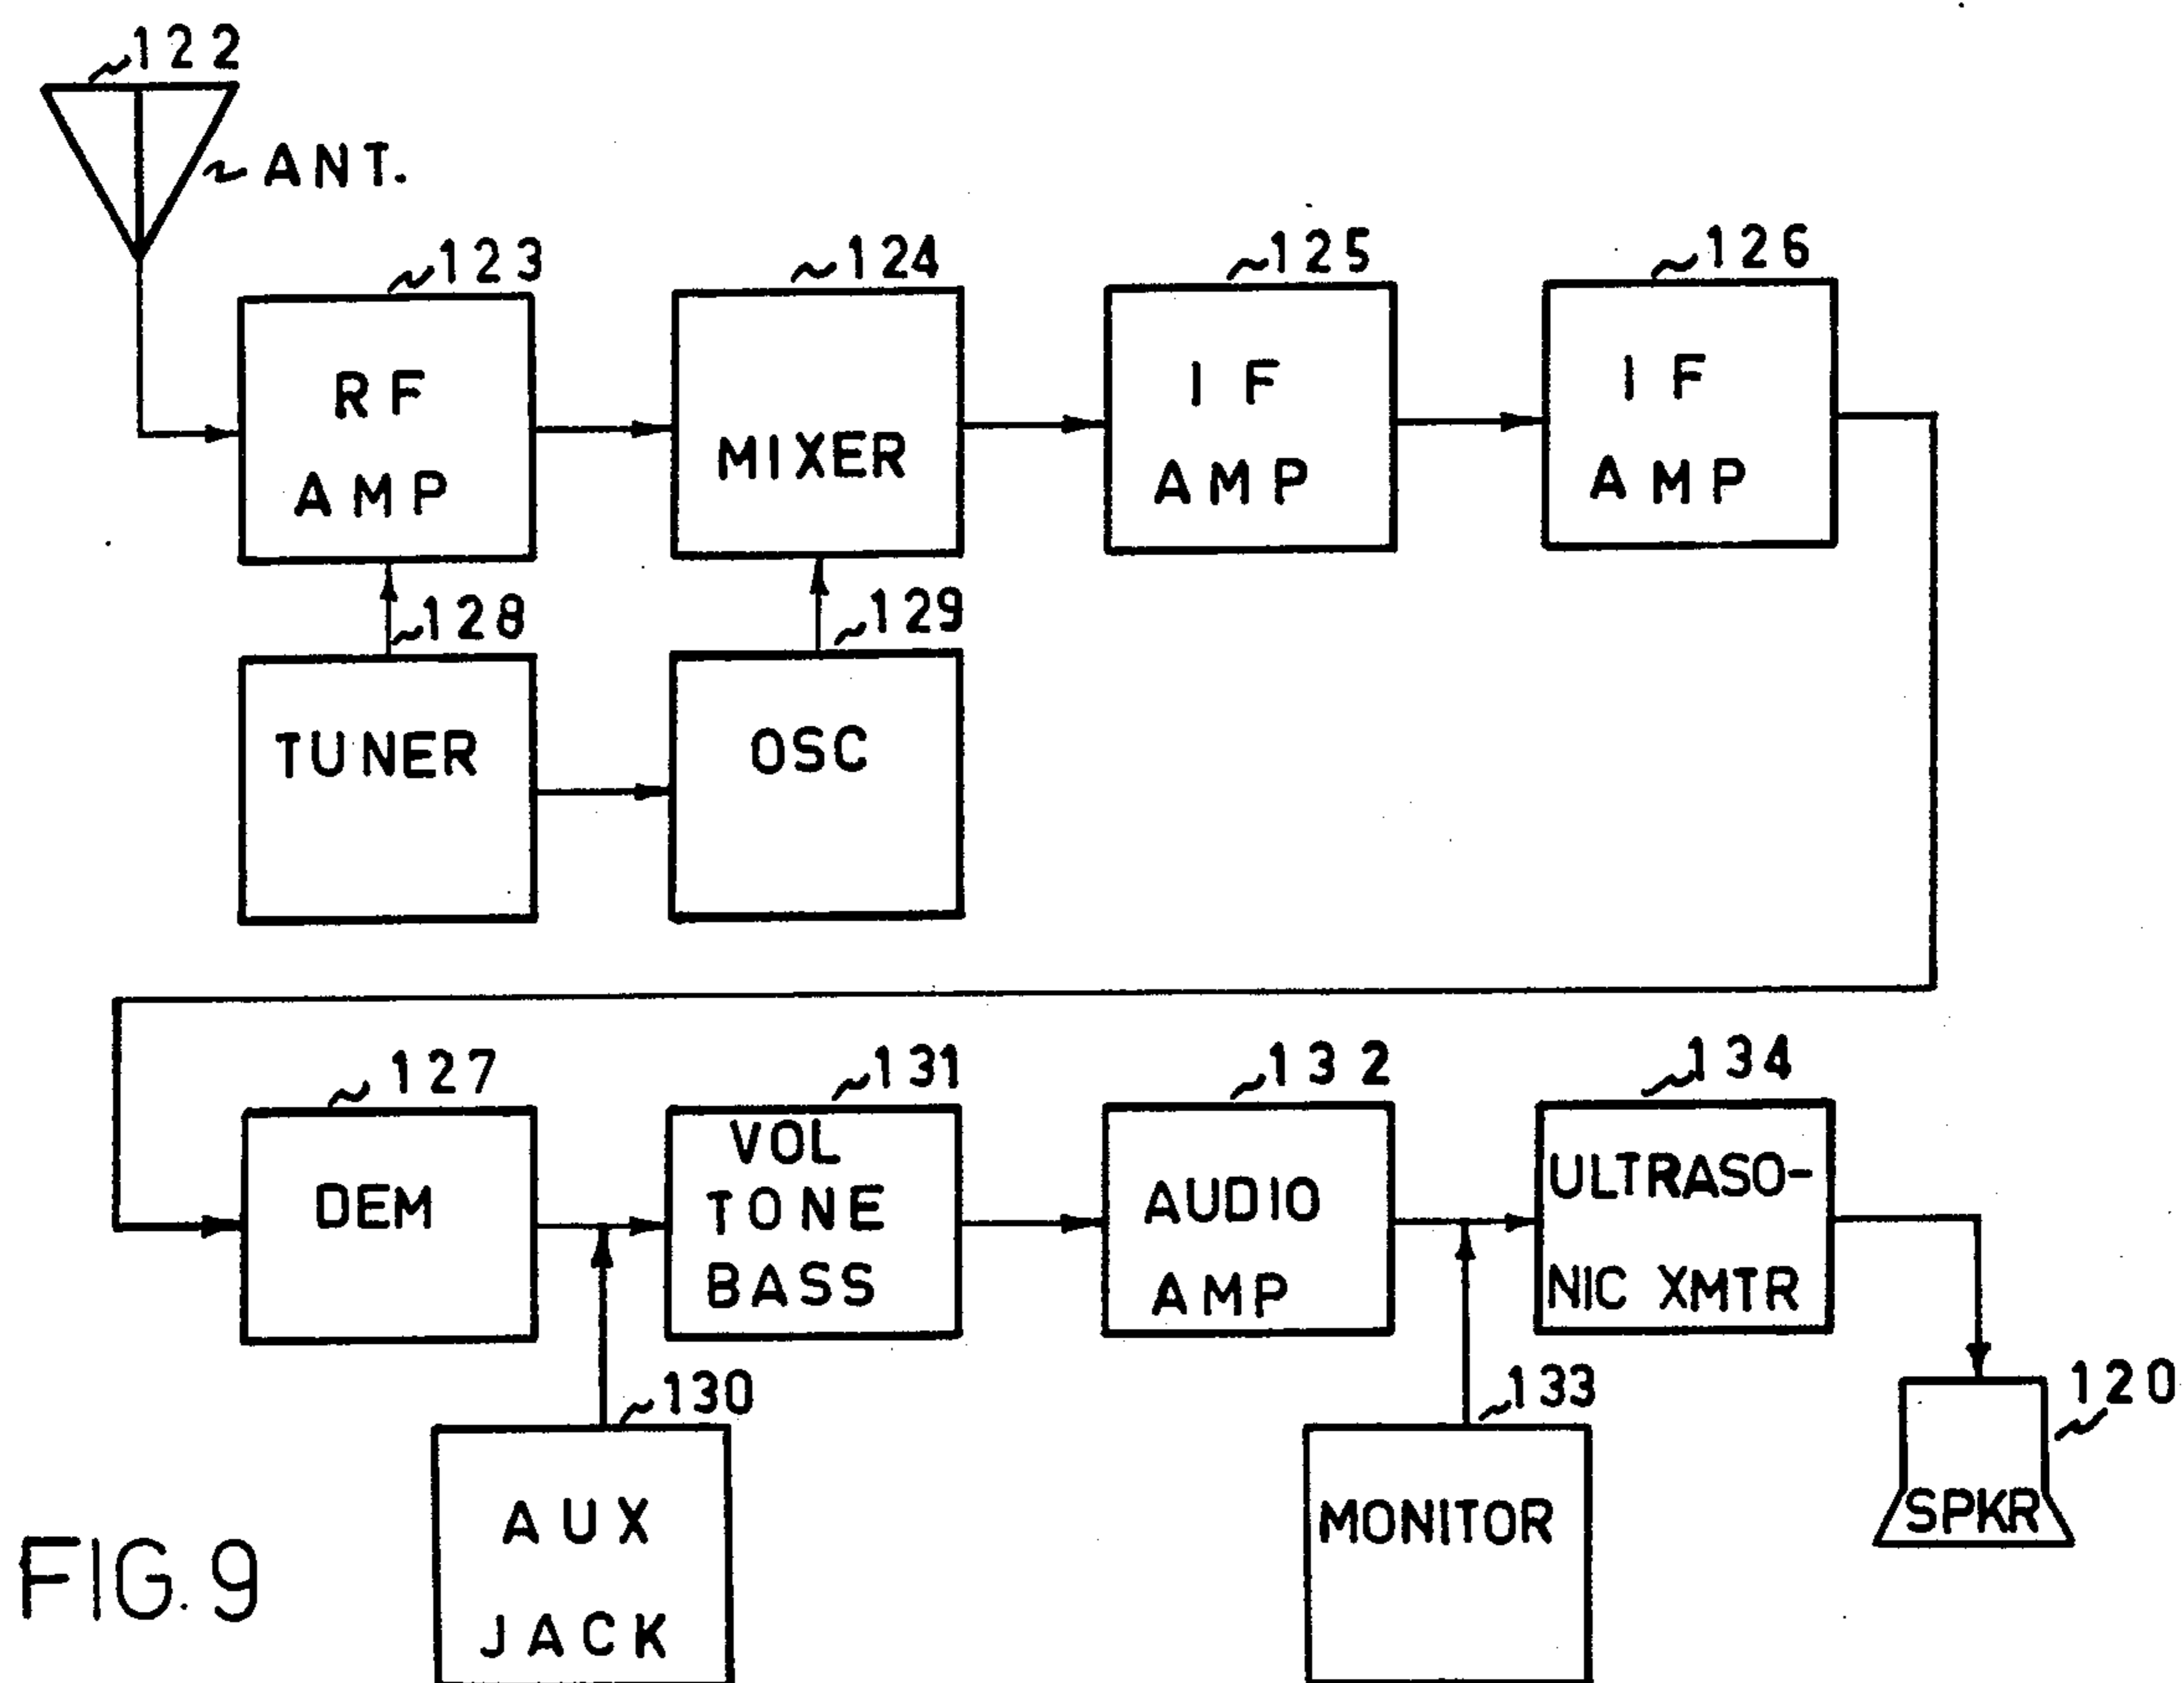 122
ANT.
123
124
125
126
RF
AMP
MIXER
IF
AMP
IF
AMP
128
129
TUNER
OSC
127
131
132
134
DEM
VOL
TONE
BASS
AUDIO
AMP
ULTRASO-
NIC XMTR
130
133
120
AUX
JACK
MONITOR
SPKR
FIG. 9